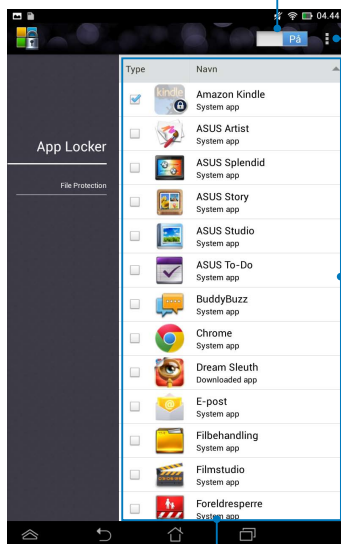 04.44
På
Type Navn
App Locker
File Protection
kindle
Amazon Kindle
System app
ASUS Artist
System app
ASUS Splendid
System app
ASUS Story
System app
ASUS Studio
System app
ASUS To-Do
System app
BuddyBuzz
System app
Chrome
System app
Dream Sleuth
Downloaded app
E-post
System app
Filbehandling
System app
Filmstudio
System app
Foreldresperre
System app